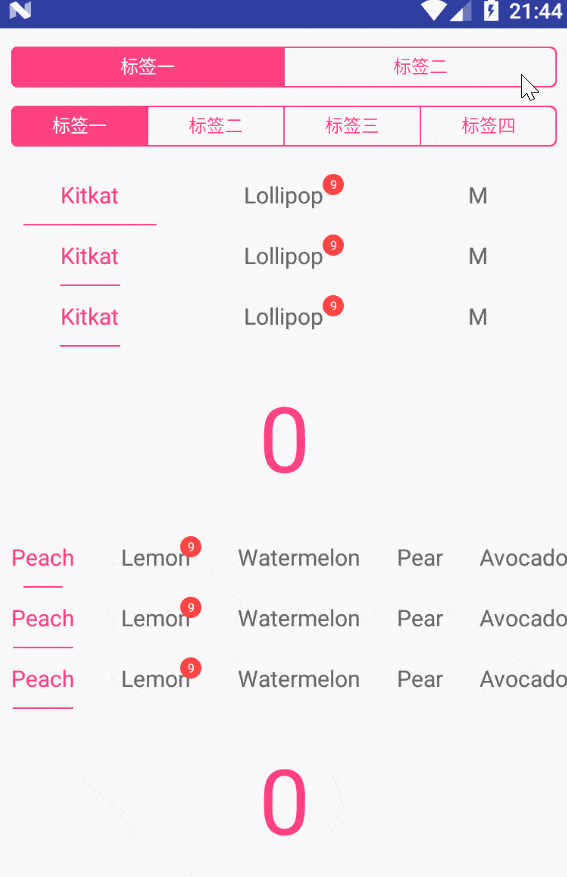 21:44
标签一 标签二
标签一 标签二 标签三 标签四
Kitkat Lollipop 9 M
Kitkat Lollipop 9 M
Kitkat Lollipop 9 M
0
Peach Lemon 9 Watermelon Pear Avocado
Peach Lemon 9 Watermelon Pear Avocado
Peach Lemon 9 Watermelon Pear Avocado
0